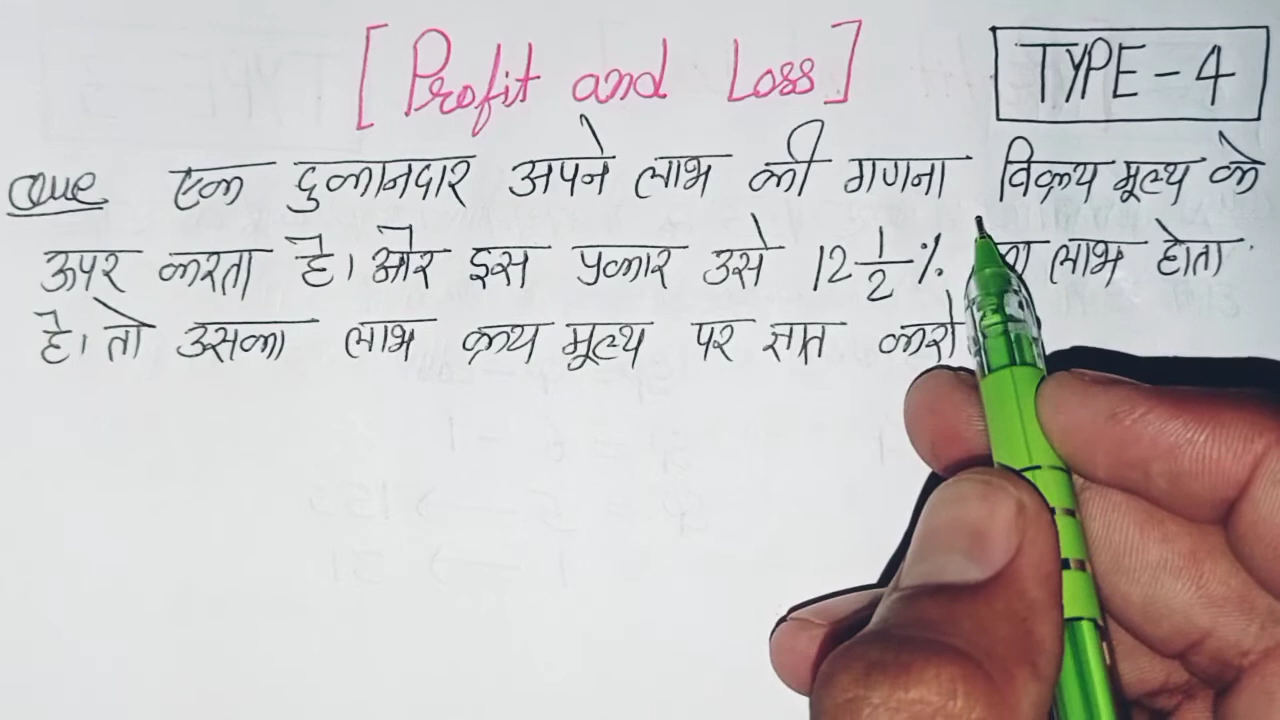 [Profit and Loss]
TYPE-4
Que एक दुकानदार अपने लाभ की गणना विक्रय मूल्य के
ऊपर करता है। और इस प्रकार उसे 12 1/2 %. लाभ होता
है। तो उसका लाभ क्रय मूल्य पर ज्ञात करो